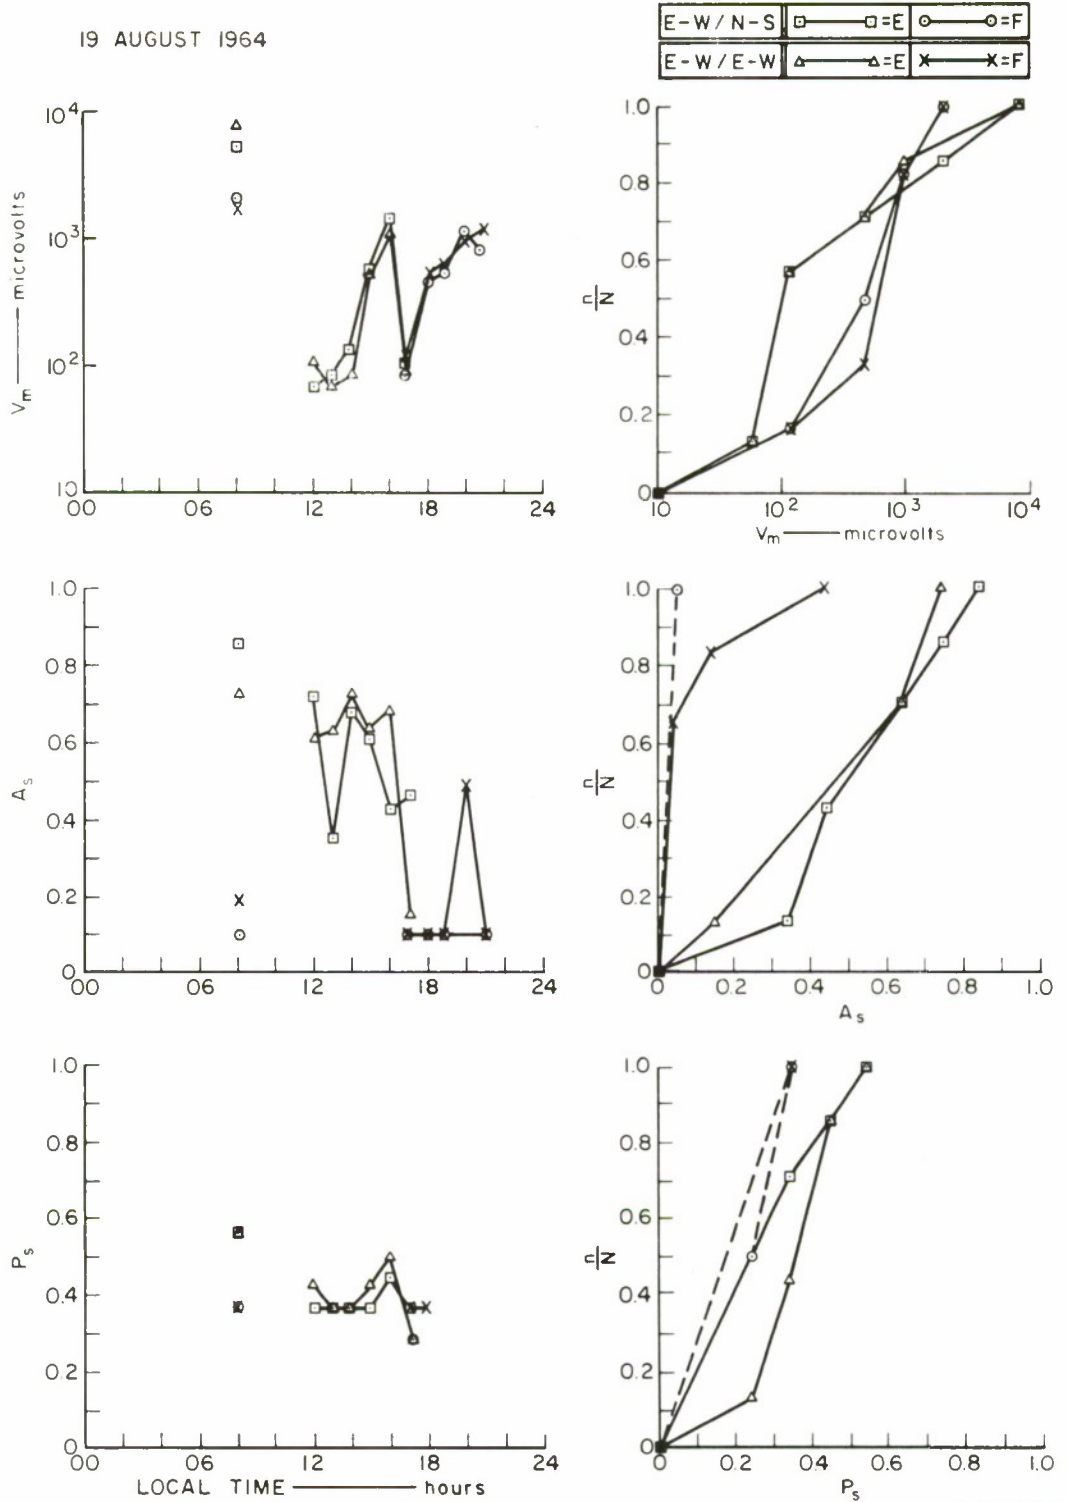 19 AUGUST 1964
E-W/N-S =E =F
E-W/E-W =E =F
10⁴
10³
10²
10
Vm microvolts
00 06 12 18 24
1.0
0.8
0.6
0.4
0.2
0
n/N
10 10² 10³ 10⁴
Vm microvolts
1.0
0.8
0.6
0.4
0.2
0
As
00 06 12 18 24
1.0
0.8
0.6
0.4
0.2
0
n/N
0 0.2 0.4 0.6 0.8 1.0
As
1.0
0.8
0.6
0.4
0.2
0
Ps
00 06 12 18 24
LOCAL TIME hours
1.0
0.8
0.6
0.4
0.2
0
n/N
0 0.2 0.4 0.6 0.8 1.0
Ps